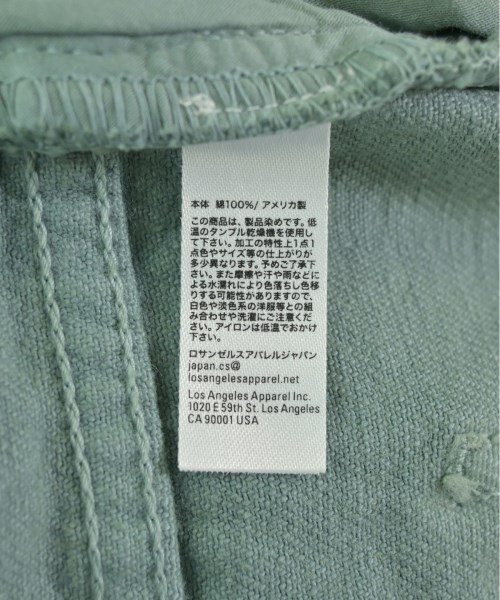 本体 綿100%/アメリカ製
この商品は、製品染めです。低
温のタンブル乾燥機を使用し
て下さい。加工の特性上1点1
点色やサイズ等の仕上がりが
多少異なります。予めご了承下
さい。また摩擦や汗や雨などに
よる水濡れにより色落ちし色移
りする可能性がありますので、
白色や淡色系の洋服等との組
み合わせや洗濯にご注意くだ
さい。アイロンは低温でおかけ
下さい。
ロサンゼルスアパレルジャパン
japan.cs@
losangelesapparel.net
Los Angeles Apparel Inc.
1020 E 59th St. Los Angeles
CA 90001 USA